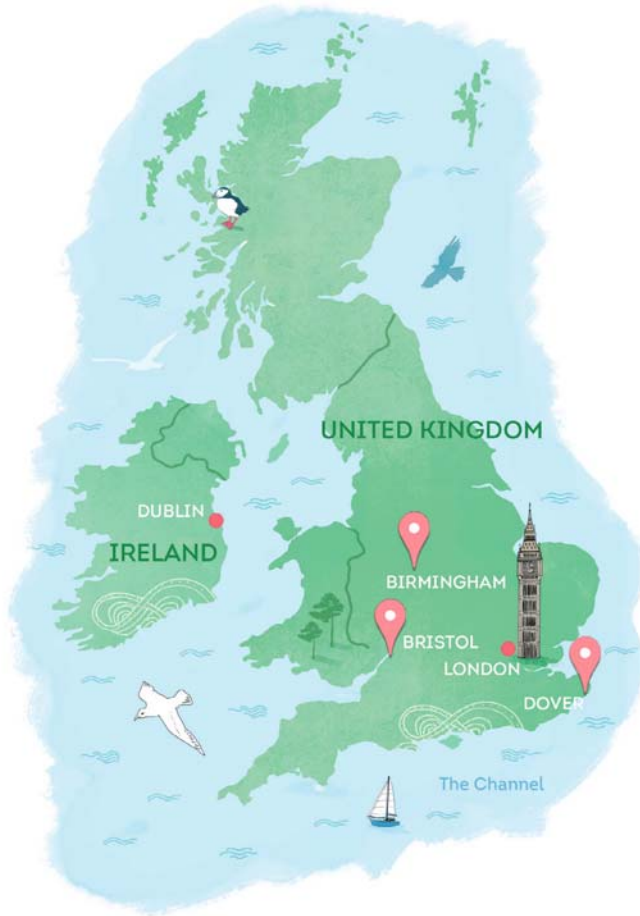 UNITED KINGDOM
DUBLIN
IRELAND
BIRMINGHAM
BRISTOL
LONDON
DOVER
The Channel